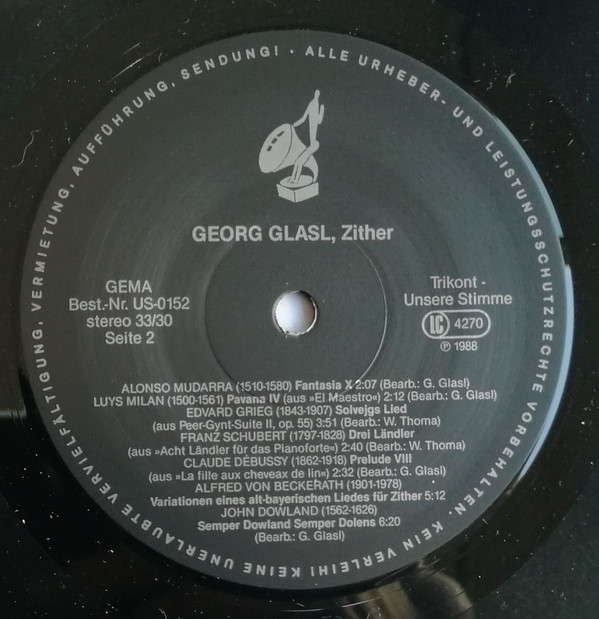 VERVIELFÄLTIGUNG, VERMIETUNG, AUFFÜHRUNG, SENDUNG! · ALLE URHEBER- UND LEISTUNGSSCHUTZRECHTE VORBEHALTEN. KEIN VERLEIH! KEINE UNERLAUBTE
GEORG GLASL, Zither
GEMA
Best.-Nr. US-0152
stereo 33/30
Seite 2
Trikont -
Unsere Stimme
LC 4270
Ⓟ 1988
ALONSO MUDARRA (1510-1580) Fantasia X 2:07 (Bearb.: G. Glasl)
LUYS MILAN (1500-1561) Pavana IV (aus »El Maestro«) 2:12 (Bearb.: G. Glasl)
EDVARD GRIEG (1843-1907) Solvejgs Lied
(aus Peer-Gynt-Suite II, op. 55) 3:51 (Bearb.: W. Thoma)
FRANZ SCHUBERT (1797-1828) Drei Ländler
(aus »Acht Ländler für das Pianoforte«) 2:40 (Bearb.: W. Thoma)
CLAUDE DÉBUSSY (1862-1918) Prelude VIII
(aus »La fille aux cheveax de lin«) 2:32 (Bearb.: G. Glasl)
ALFRED VON BECKERATH (1901-1978)
Variationen eines alt-bayerischen Liedes für Zither 5:12
JOHN DOWLAND (1562-1626)
Semper Dowland Semper Dolens 6:20
(Bearb.: G. Glasl)